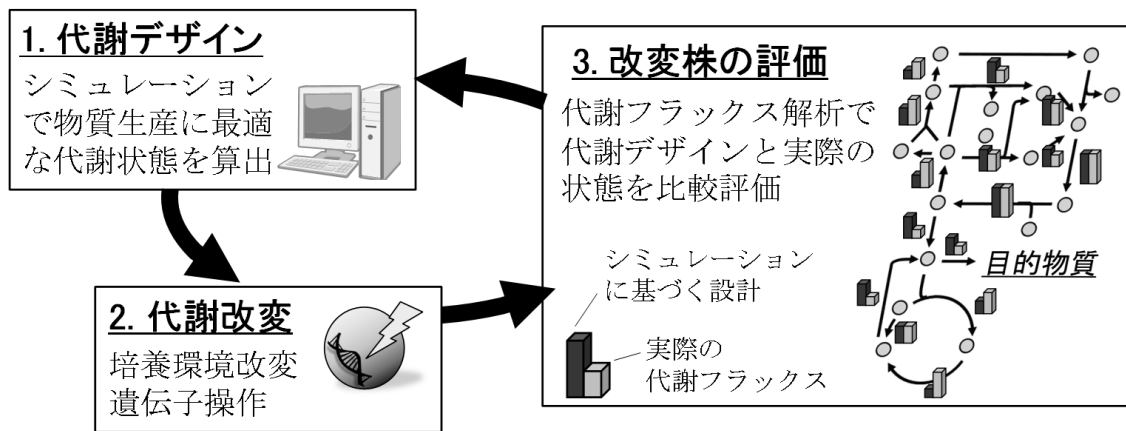 1. 代謝デザイン
シミュレーション
で物質生産に最適
な代謝状態を算出
2. 代謝改変
培養環境改変
遺伝子操作
3. 改変株の評価
代謝フラックス解析で
代謝デザインと実際の
状態を比較評価
シミュレーション
に基づく設計
実際の
代謝フラックス
目的物質